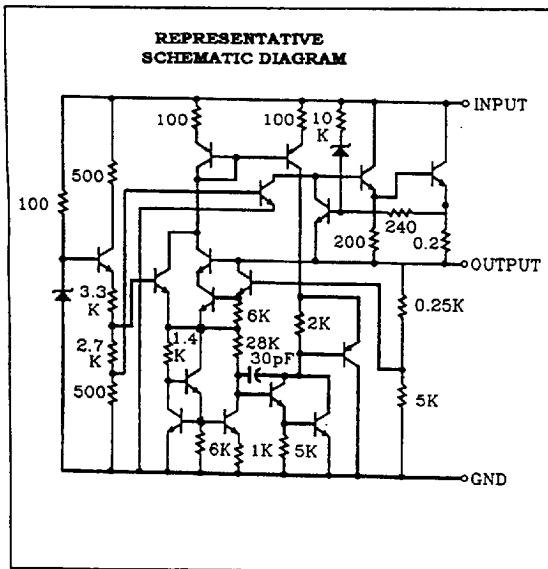 REPRESENTATIVE
SCHEMATIC DIAGRAM
INPUT
100
100
10
K
500
100
240
200
0.2
OUTPUT
3.3
K
6K
2K
0.25K
2.7
K
1.4
K
28K
30pF
500
5K
6K
1K
5K
GND